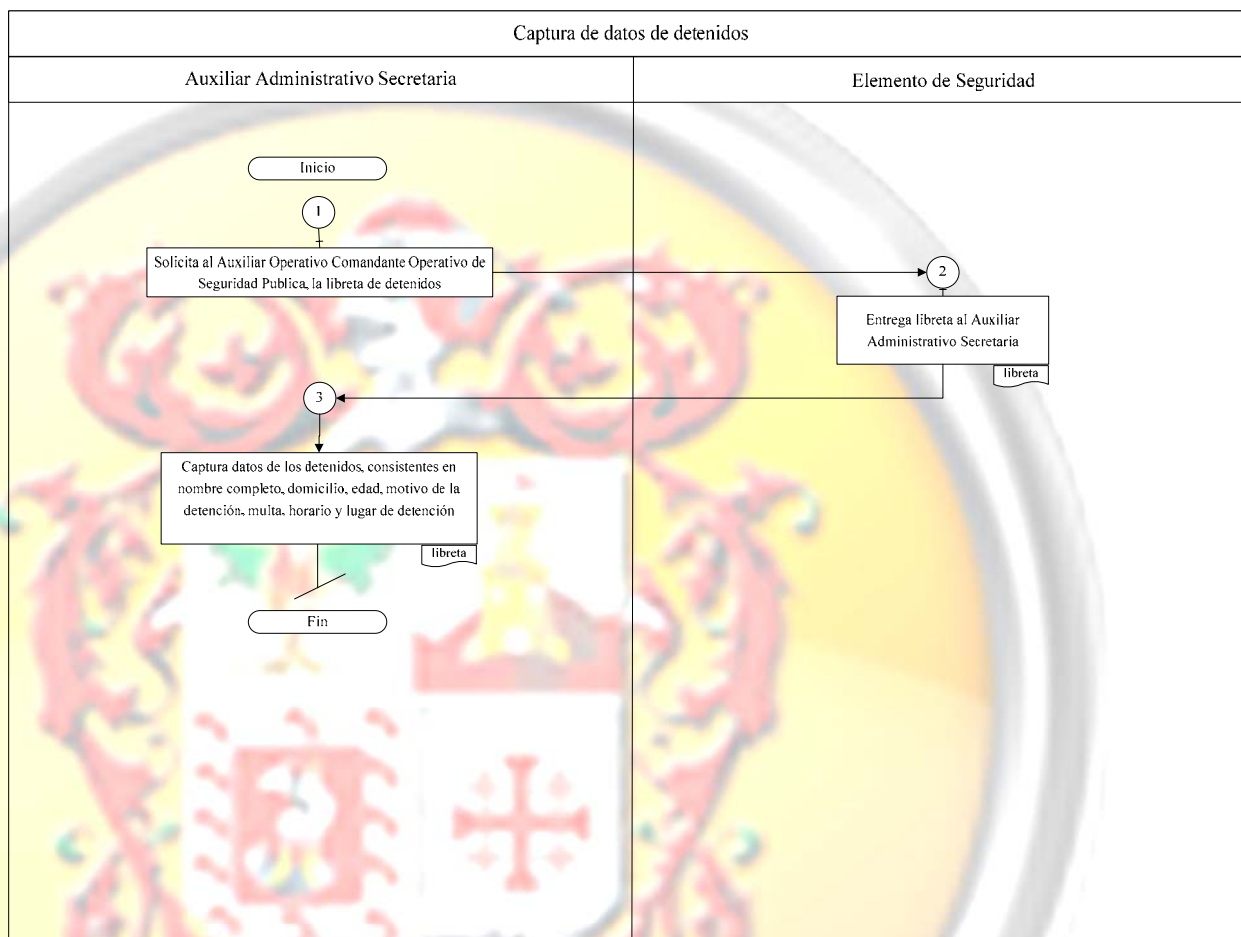 Captura de datos de detenidos
Auxiliar Administrativo Secretaria
Elemento de Seguridad
Inicio
1
Solicita al Auxiliar Operativo Comandante Operativo de
Seguridad Publica, la libreta de detenidos
2
Entrega libreta al Auxiliar
Administrativo Secretaria
libreta
3
Captura datos de los detenidos, consistentes en
nombre completo, domicilio, edad, motivo de la
detención, multa, horario y lugar de detención
libreta
Fin